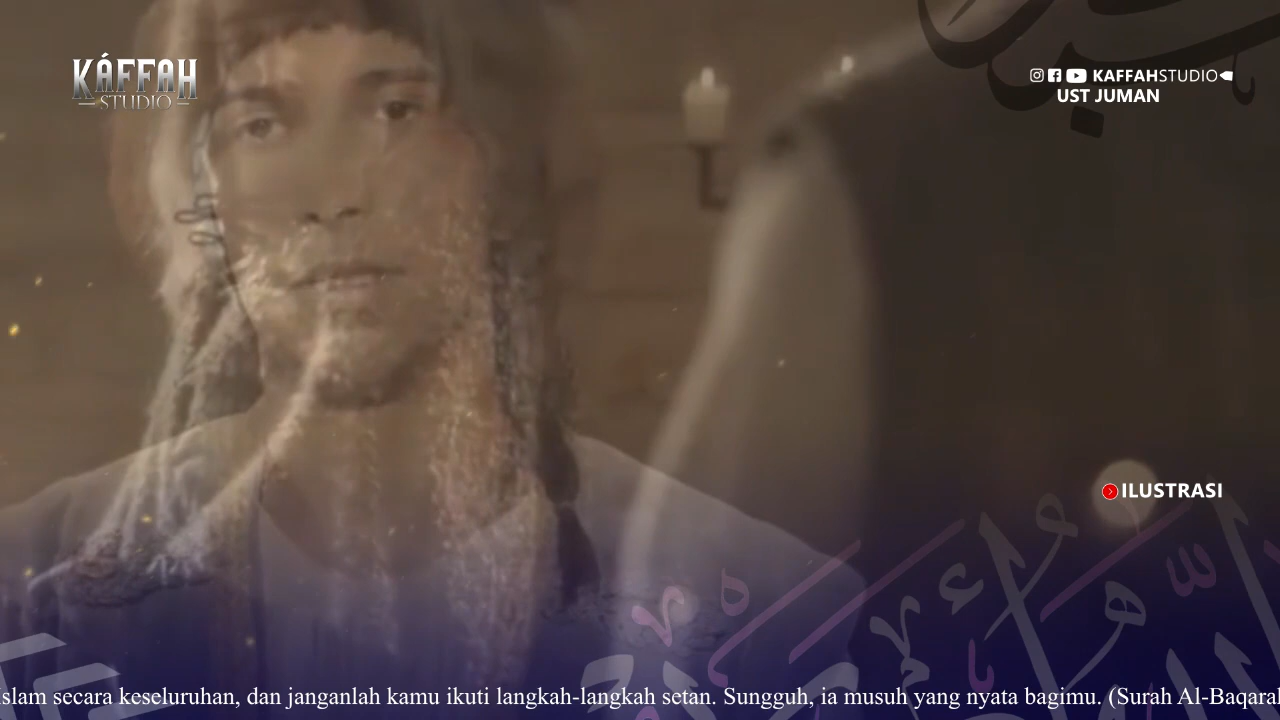 KÁFFAH
STUDIO
KAFFAHSTUDIO
UST JUMAN
ILUSTRASI
slam secara keseluruhan, dan janganlah kamu ikuti langkah-langkah setan. Sungguh, ia musuh yang nyata bagimu. (Surah Al-Baqarah